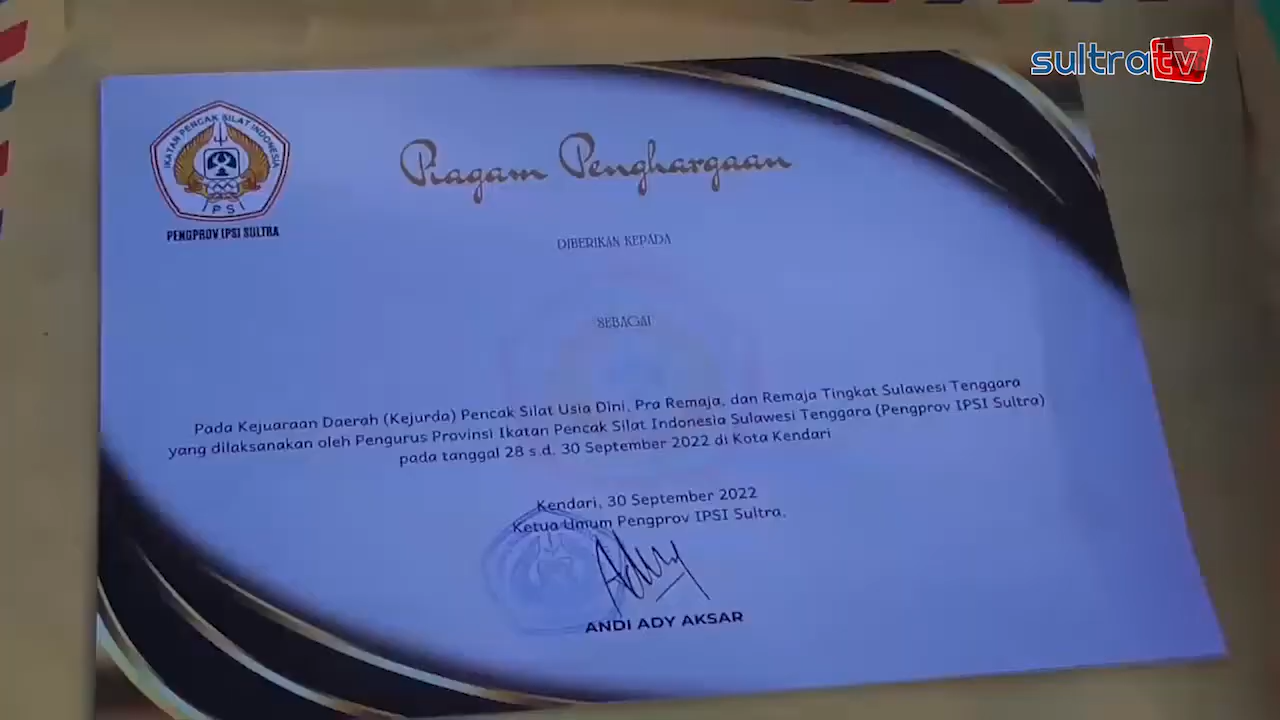 sultratv
IKATAN PENCAK SILAT INDONESIA
IPSI
PENGPROV IPSI SULTRA
Piagam Penghargaan
DIBERIKAN KEPADA
SEBAGAI
Pada Kejuaraan Daerah (Kejurda) Pencak Silat Usia Dini, Pra Remaja, dan Remaja Tingkat Sulawesi Tenggara
yang dilaksanakan oleh Pengurus Provinsi Ikatan Pencak Silat Indonesia Sulawesi Tenggara (Pengprov IPSI Sultra)
pada tanggal 28 s.d. 30 September 2022 di Kota Kendari
Kendari, 30 September 2022
Ketua Umum Pengprov IPSI Sultra,
ANDI ADY AKSAR